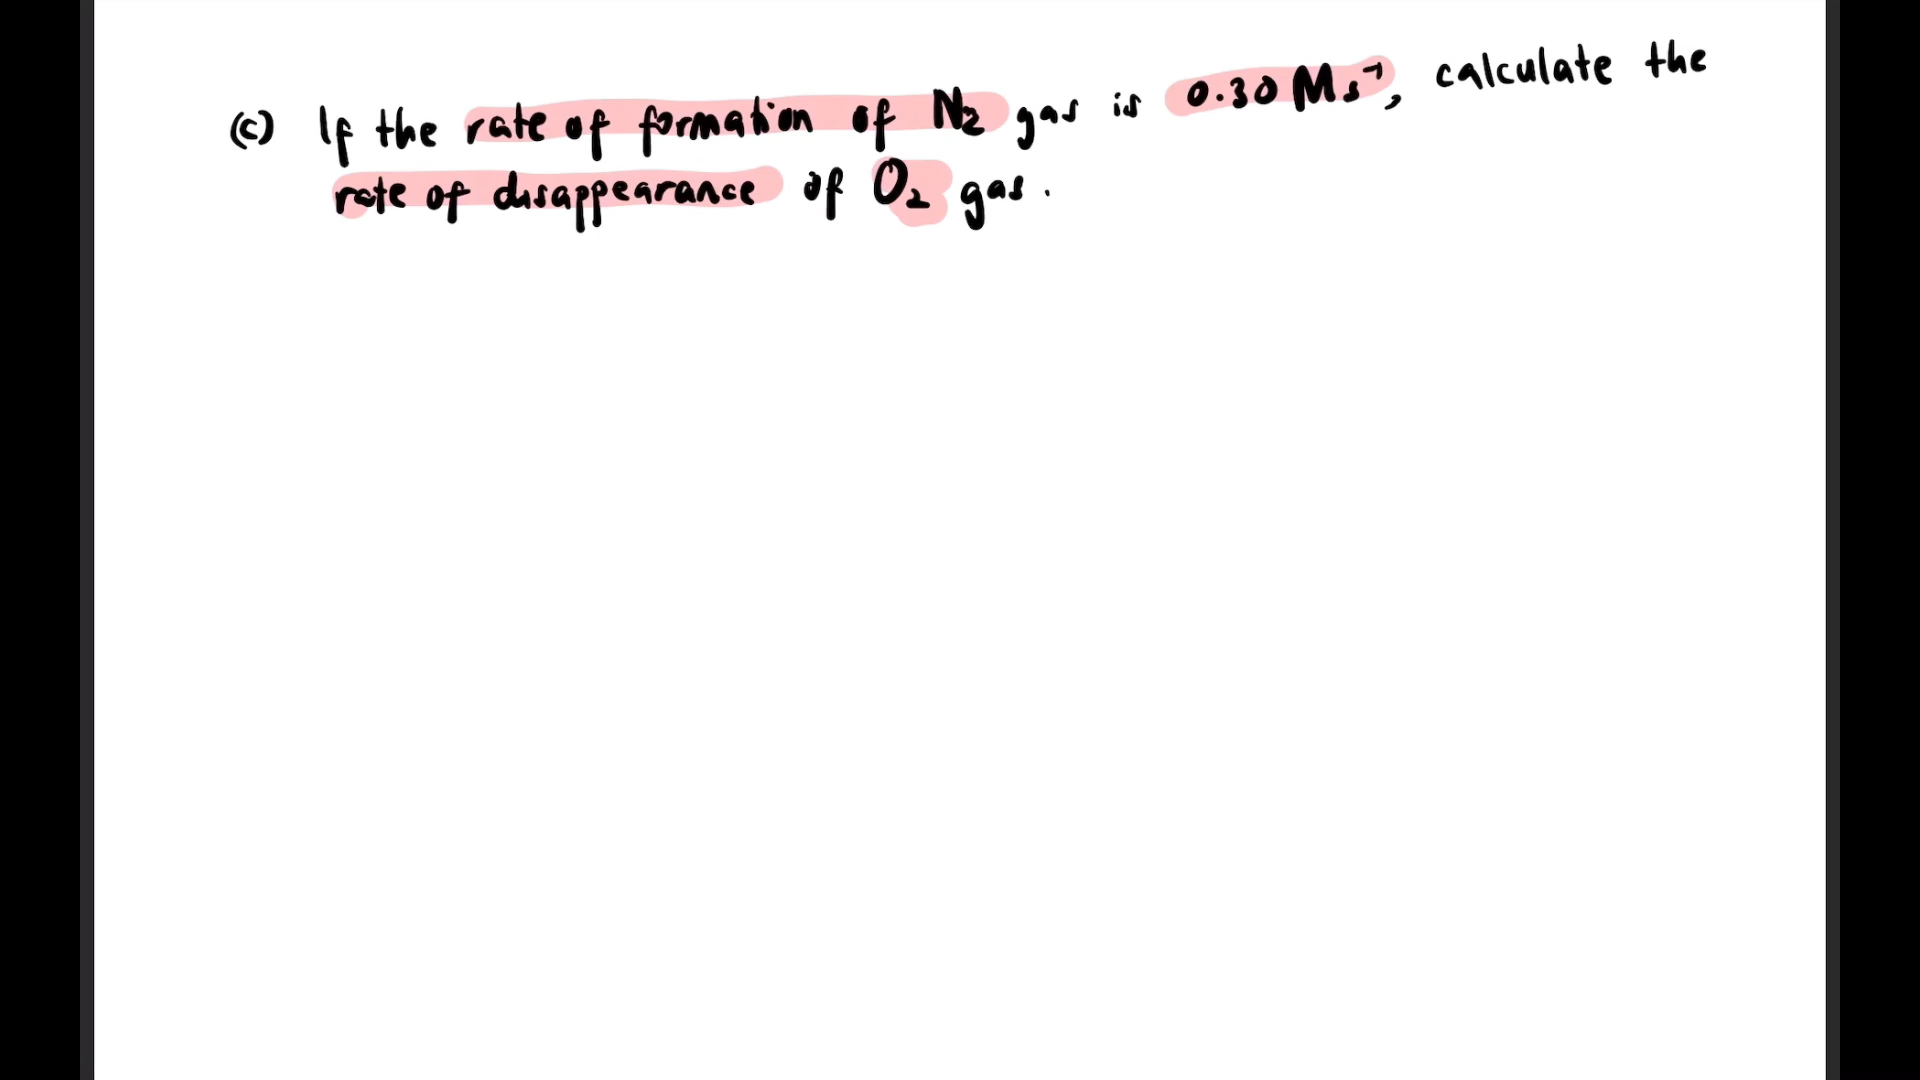 (c) If the rate of formation of N₂ gas is 0.30 Ms⁻¹, calculate the
rate of disappearance of O₂ gas.